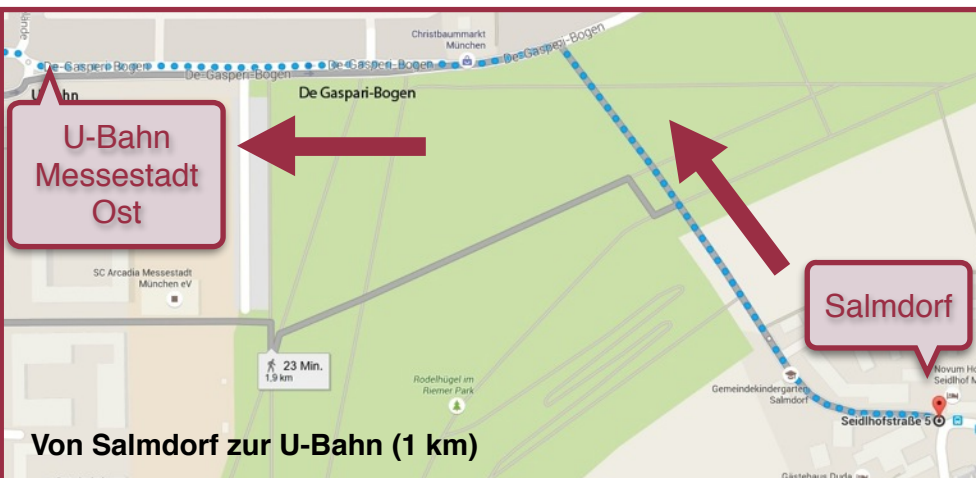 Christbaummarkt
München
De-Gasperi-Bogen
De-Gasperi-Bogen
De-Gasperi-Bogen
De-Gasperi-Bogen
De Gaspari-Bogen
U-Bahn
Messestadt
Ost
SC Arcadia Messestadt
München eV
Salmdorf
23 Min.
1,9 km
Rodelhügel im
Riemer Park
Gemeindekindergarten
Salmdorf
Novum Ho
Seidlhof M
Seidlhofstraße 5
Von Salmdorf zur U-Bahn (1 km)
Gästehaus Duda